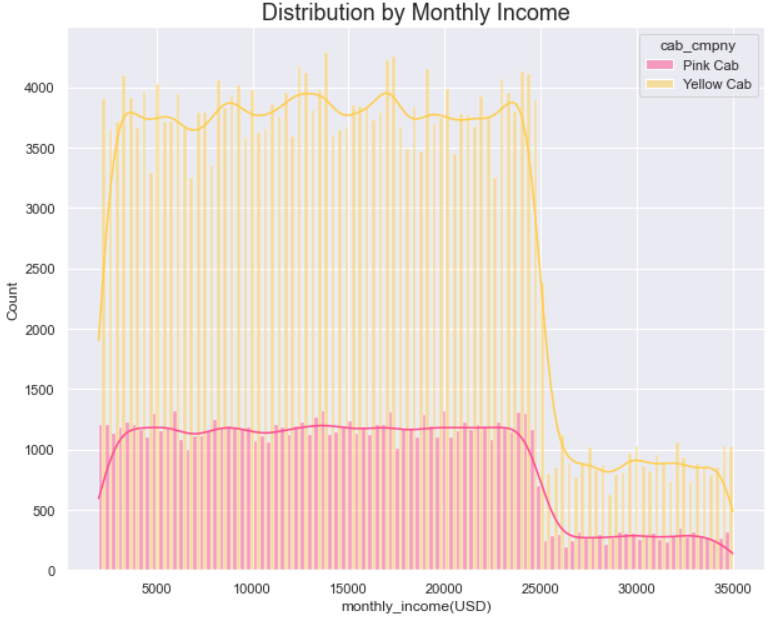 Distribution by Monthly Income
cab_cmpny
Pink Cab
Yellow Cab
Count
4000
3500
3000
2500
2000
1500
1000
500
0
5000 10000 15000 20000 25000 30000 35000
monthly_income(USD)